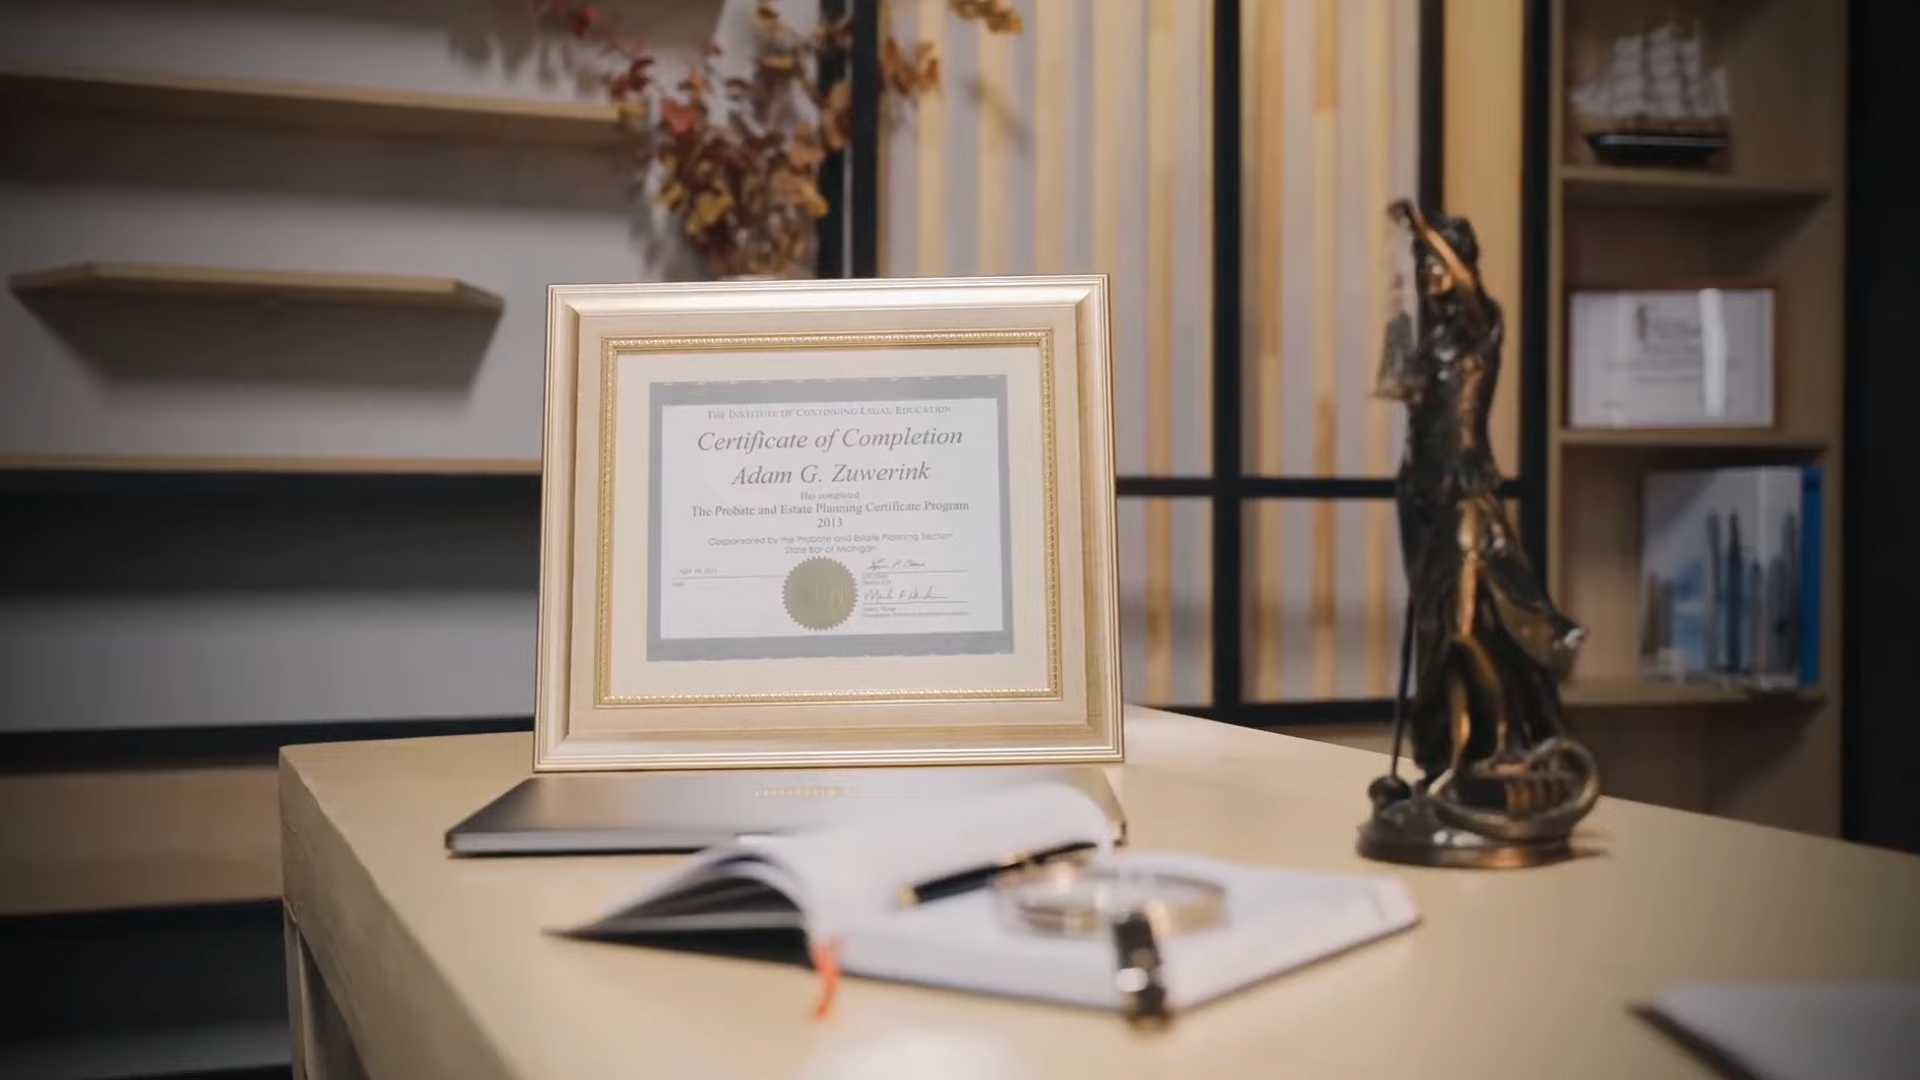 THE INSTITUTE OF CONTINUING LEGAL EDUCATION
Certificate of Completion
Adam G. Zuwerink
Has completed
The Probate and Estate Planning Certificate Program
2013
Cosponsored by the Probate and Estate Planning Section
State Bar of Michigan